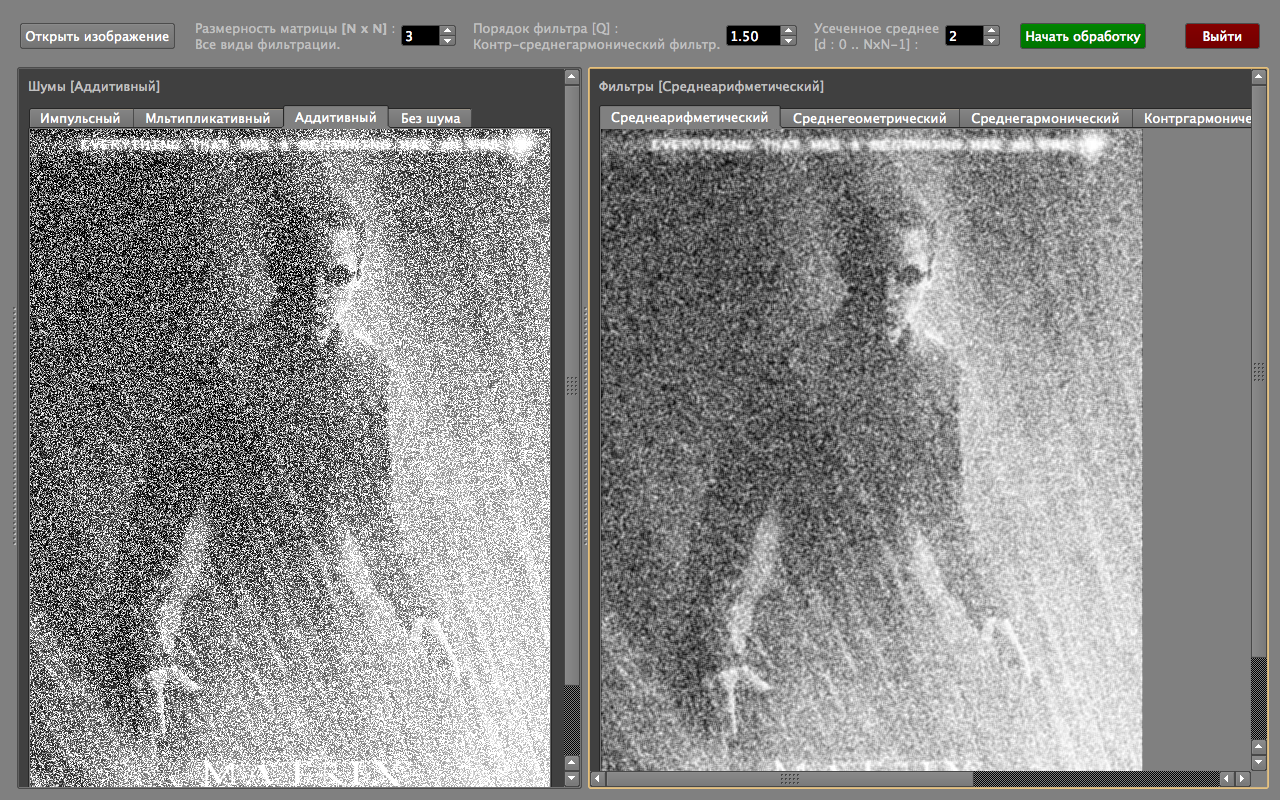 Открыть изображение
Размерность матрицы [N x N] :
Все виды фильтрации.
3
Порядок фильтра [Q] :
Контр-среднегармонический фильтр.
1.50
Усеченное среднее
[d : 0 .. NxN-1] :
2
Начать обработку
Выйти
Шумы [Аддитивный]
Импульсный
Мльтипликативный
Аддитивный
Без шума
EVERYTHING THAT HAS A BEGINNING HAS AN END
MATRIX
Фильтры [Среднеарифметический]
Среднеарифметический
Среднегеометрический
Среднегармонический
Контргармониче
EVERYTHING THAT HAS A BEGINNING HAS AN END